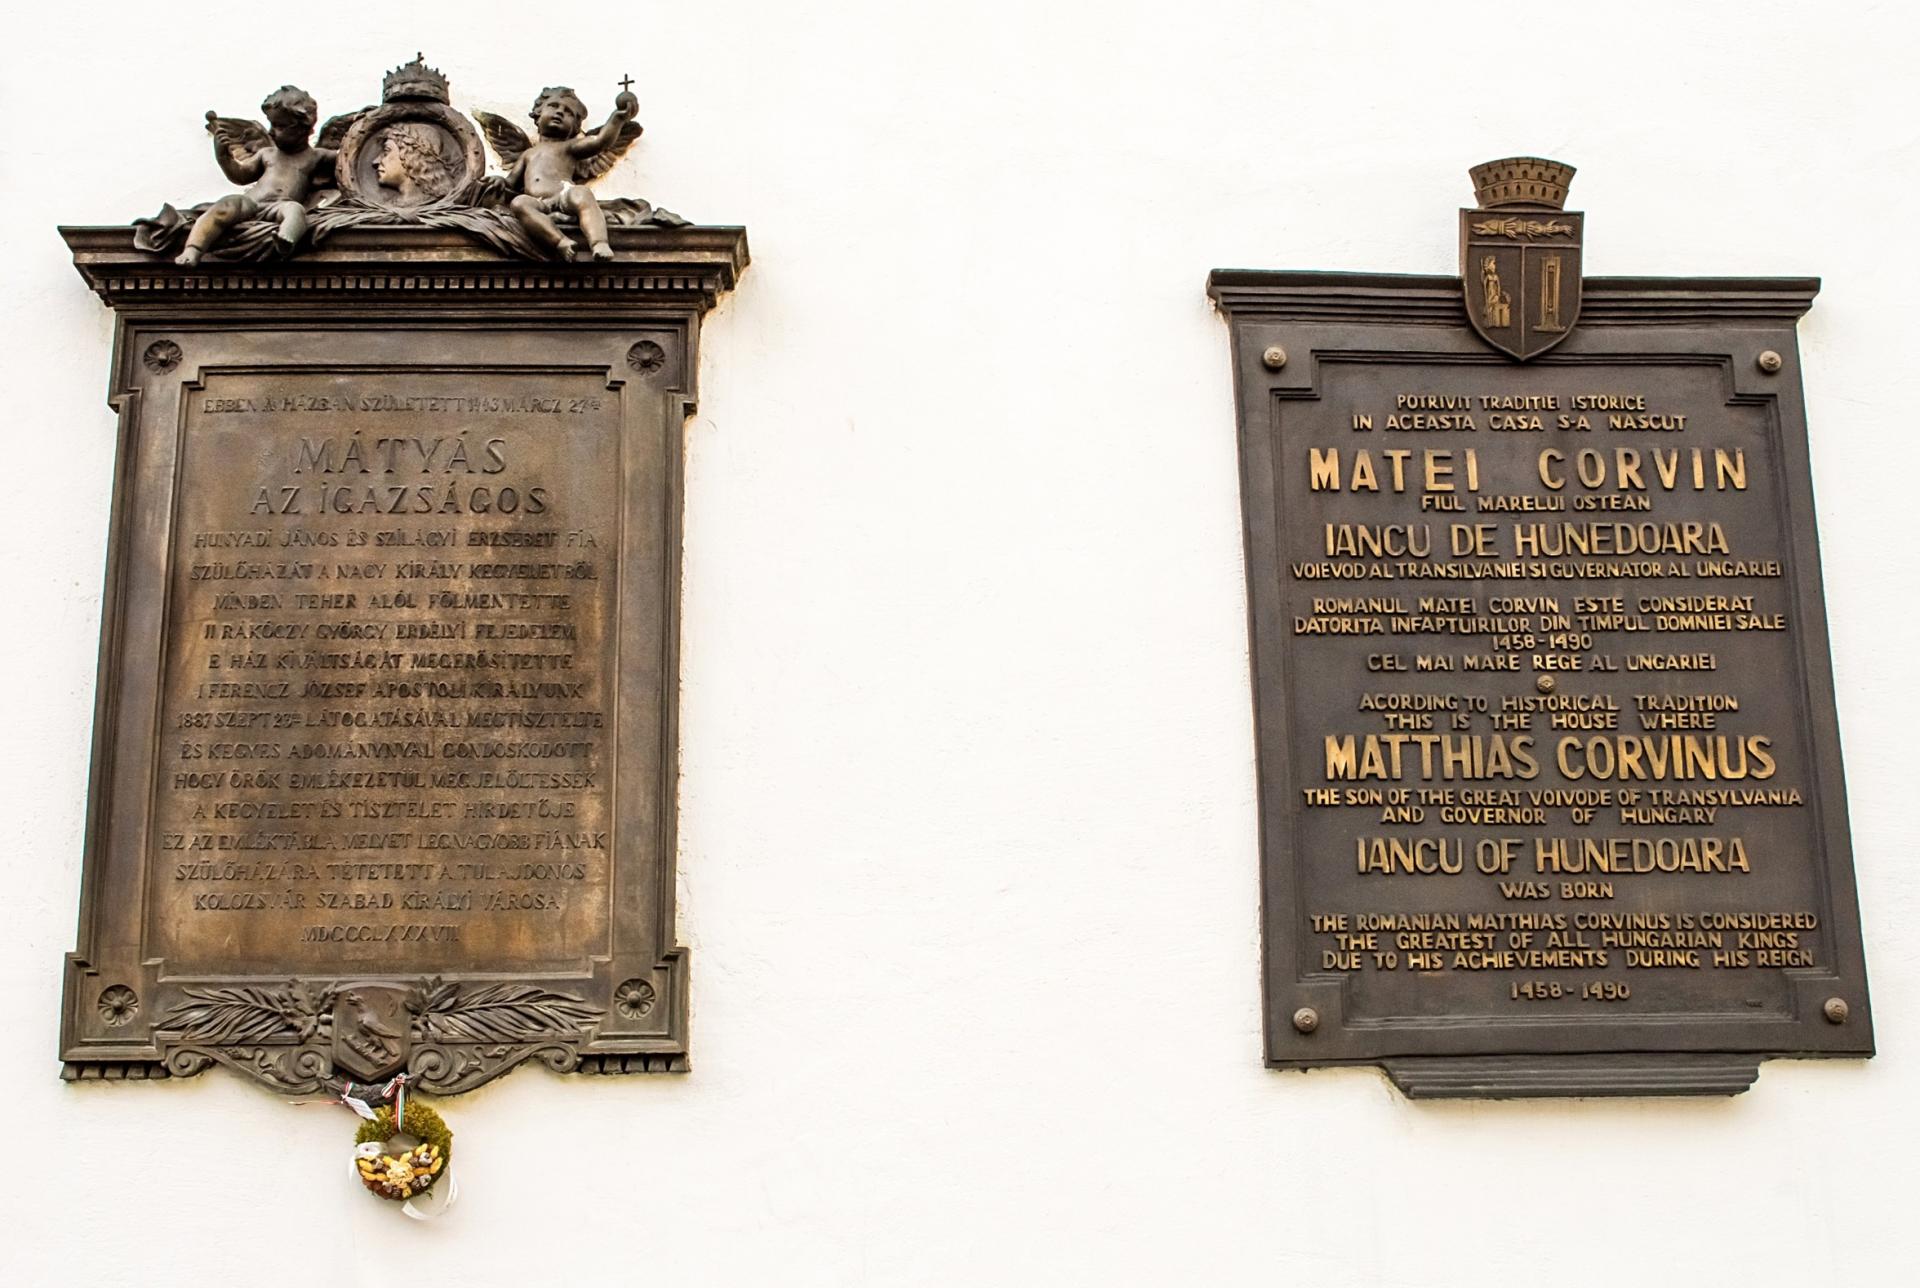 EBBEN A HÁZBAN SZÜLETETT 1443 MÁRCZ 27ÉN
MÁTYÁS
AZ IGAZSÁGOS
HUNYADI JÁNOS ÉS SZILÁGYI ERZSÉBET FIA
SZÜLŐHÁZÁT A NAGY KIRÁLY KEGYELETBŐL
MINDEN TEHER ALÓL FÖLMENTETTE
II RÁKÓCZY GYÖRGY ERDÉLYI FEJEDELEM
E HÁZ KIVÁLTSÁGÁT MEGERŐSÍTETTE
I FERENCZ JÓZSEF APOSTOLI KIRÁLYUNK
1887 SZEPT 23ÁN LÁTOGATÁSÁVAL MEGTISZTELTE
ÉS KEGYES ADOMÁNYNYAL GONDOSKODOTT
HOGY ÖRÖK EMLÉKEZETÜL MEGJELÖLTESSÉK
A KEGYELET ÉS TISZTELET HIRDETŐJE
EZ AZ EMLÉKTÁBLA MELYET LEGNAGYOBB FIÁNAK
SZÜLŐHÁZÁRA TÉTETETT A TULAJDONOS
KOLOZSVÁR SZABAD KIRÁLYI VÁROSA
MDCCCLXXXVII
POTRIVIT TRADITIEI ISTORICE
IN ACEASTA CASA S-A NASCUT
MATEI CORVIN
FIUL MARELUI OSTEAN
IANCU DE HUNEDOARA
VOIEVOD AL TRANSILVANIEI SI GUVERNATOR AL UNGARIEI
ROMANUL MATEI CORVIN ESTE CONSIDERAT
DATORITA INFAPTUIRILOR DIN TIMPUL DOMNIEI SALE
1458-1490
CEL MAI MARE REGE AL UNGARIEI
ACORDING TO HISTORICAL TRADITION
THIS IS THE HOUSE WHERE
MATTHIAS CORVINUS
THE SON OF THE GREAT VOIVODE OF TRANSYLVANIA
AND GOVERNOR OF HUNGARY
IANCU OF HUNEDOARA
WAS BORN
THE ROMANIAN MATTHIAS CORVINUS IS CONSIDERED
THE GREATEST OF ALL HUNGARIAN KINGS
DUE TO HIS ACHIEVEMENTS DURING HIS REIGN
1458-1490